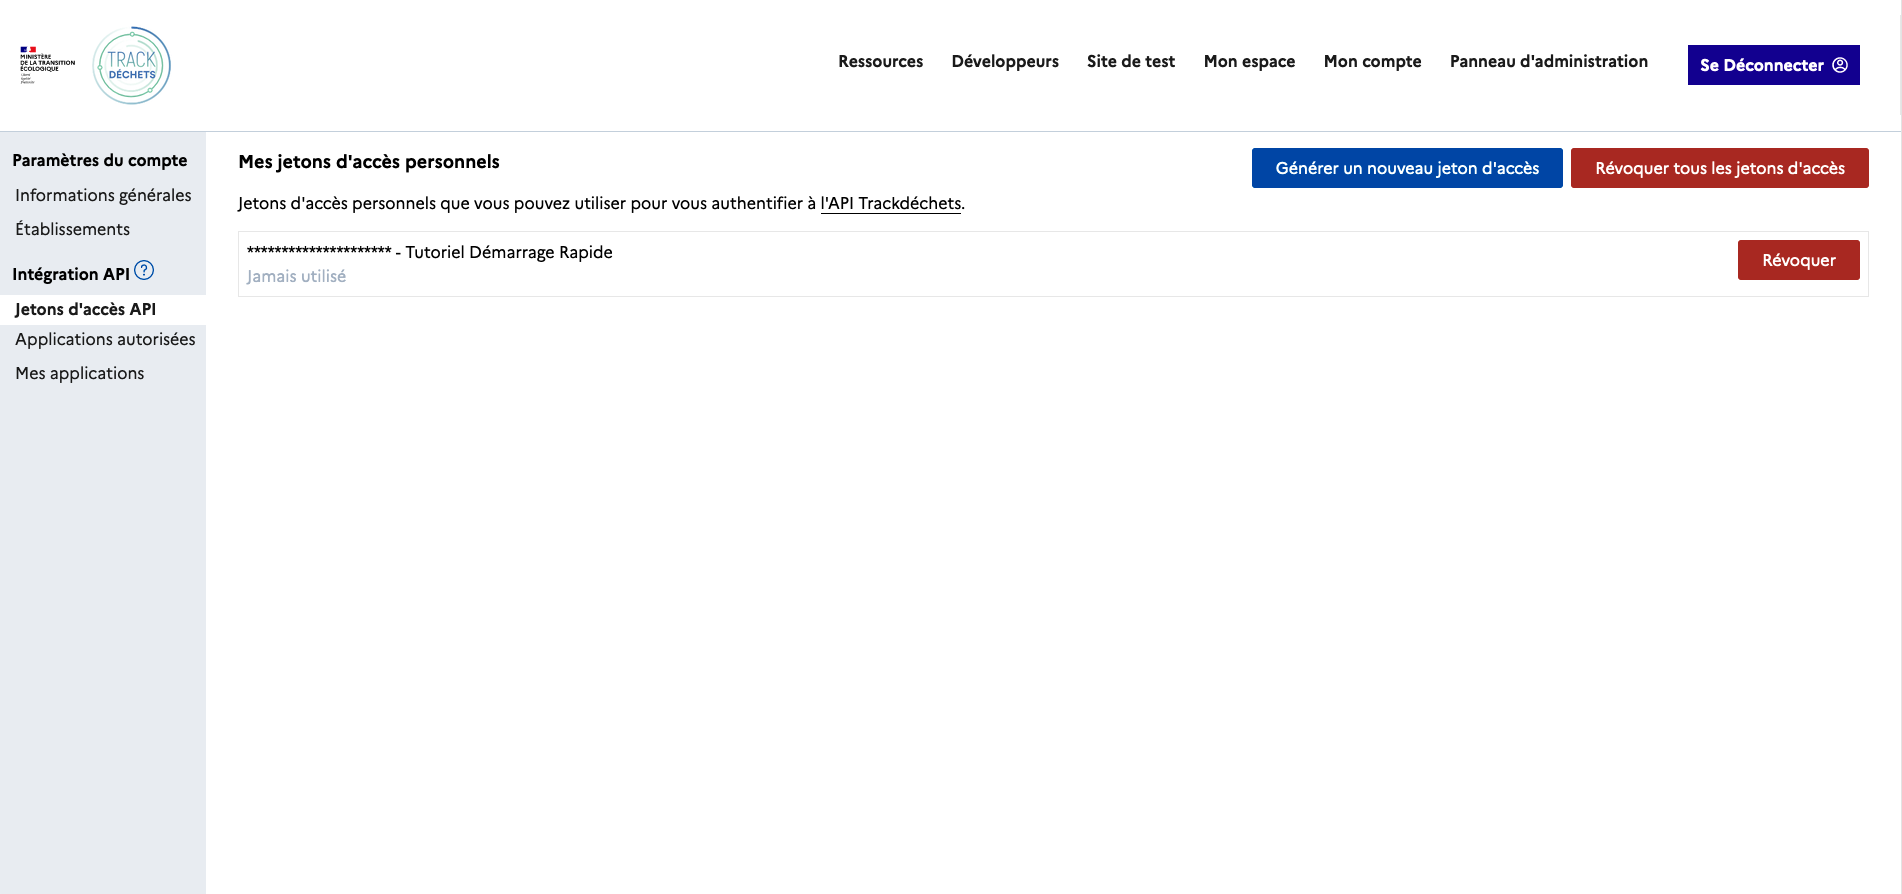 MINISTÈRE
DE LA TRANSITION
ÉCOLOGIQUE
TRACK
DÉCHETS
Ressources
Développeurs
Site de test
Mon espace
Mon compte
Panneau d'administration
Se Déconnecter
Paramètres du compte
Informations générales
Établissements
Intégration API ?
Jetons d'accès API
Applications autorisées
Mes applications
Mes jetons d'accès personnels
Générer un nouveau jeton d'accès
Révoquer tous les jetons d'accès
Jetons d'accès personnels que vous pouvez utiliser pour vous authentifier à l'API Trackdéchets.
********************* - Tutoriel Démarrage Rapide
Jamais utilisé
Révoquer